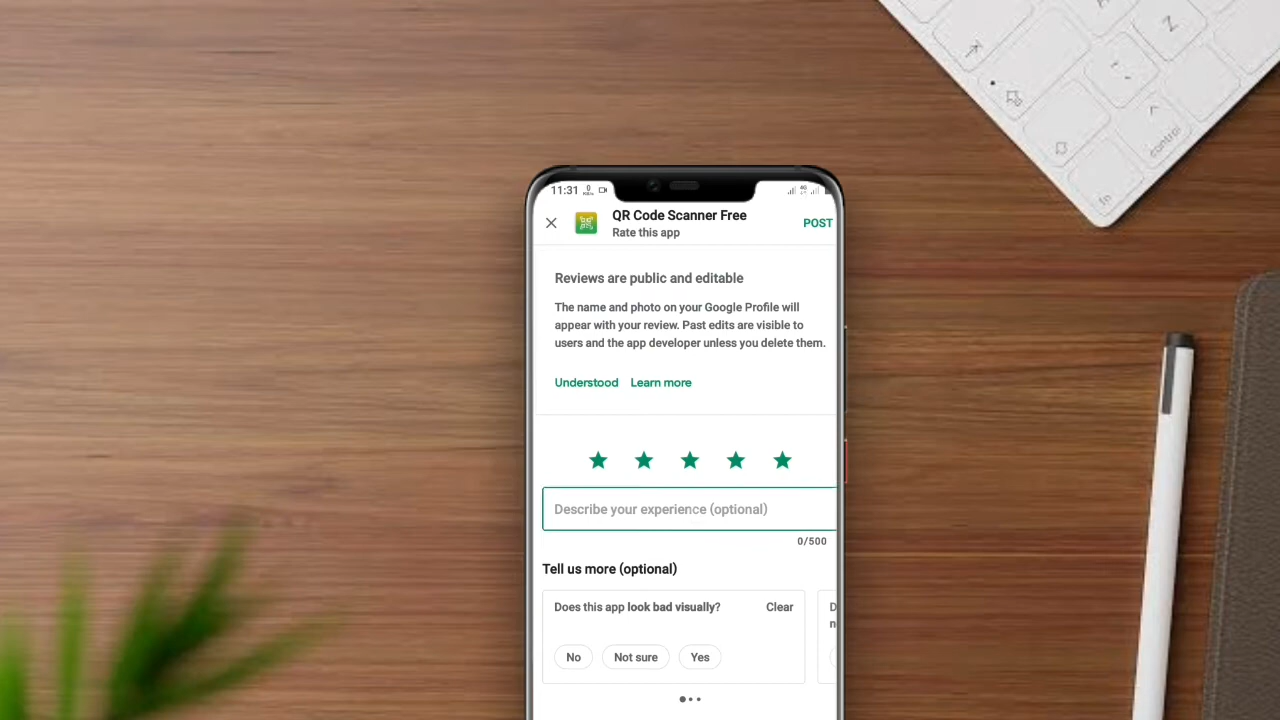 11:31
QR Code Scanner Free
Rate this app
POST
Reviews are public and editable
The name and photo on your Google Profile will
appear with your review. Past edits are visible to
users and the app developer unless you delete them.
Understood Learn more
Describe your experience (optional)
0/500
Tell us more (optional)
Does this app look bad visually?
Clear
No
Not sure
Yes
Z
control
fn